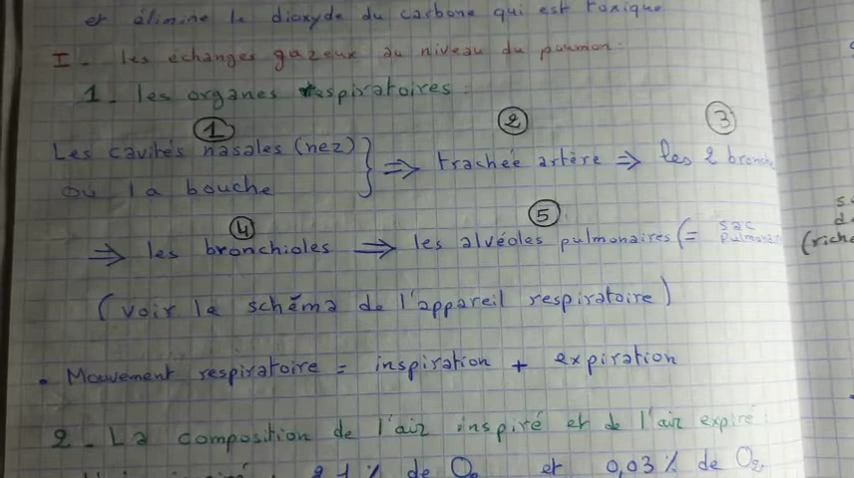 et élimine le dioxyde du carbone qui est toxique
I - les échanges gazeux au niveau du poumon:
1 - les organes respiratoires:
1 2 3
Les cavités nasales (nez) } ⇒ trachée artère ⇒ les 2
ou la bouche
4 5
⇒ les bronchioles ⇒ les alvéoles pulmonaires (= sac
(voir le schéma de l'appareil respiratoire)
• Mouvement respiratoire = inspiration + expiration
2 - La composition de l'air inspiré et de l'air expiré:
21 % de O₂ et 0,03 % de